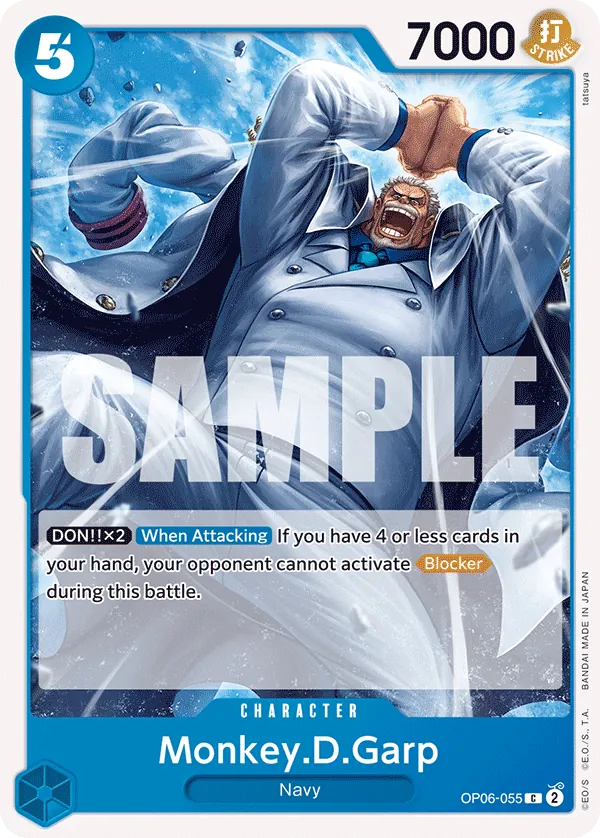 5
7000
打
STRIKE
tatsuya
SAMPLE
DON!!×2 When Attacking If you have 4 or less cards in
your hand, your opponent cannot activate Blocker
during this battle.
CHARACTER
Monkey.D.Garp
Navy
OP06-055 C 2
©E.O/S ©E.O./S., T.A. BANDAI MADE IN JAPAN